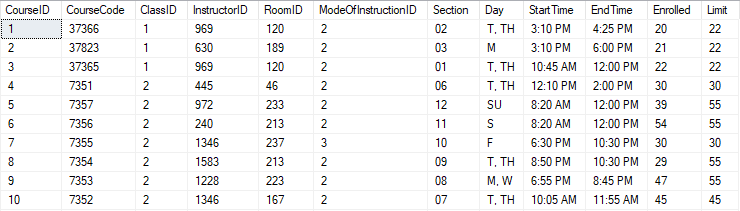 CourseID CourseCode ClassID InstructorID RoomID ModeOfInstructionID Section Day StartTime EndTime Enrolled Limit
1 37366 1 969 120 2 02 T, TH 3:10 PM 4:25 PM 20 22
2 37823 1 630 189 2 03 M 3:10 PM 6:00 PM 21 22
3 37365 1 969 120 2 01 T, TH 10:45 AM 12:00 PM 22 22
4 7351 2 445 46 2 06 T, TH 12:10 PM 2:00 PM 30 30
5 7357 2 972 233 2 12 SU 8:20 AM 12:00 PM 39 55
6 7356 2 240 213 2 11 S 8:20 AM 12:00 PM 54 55
7 7355 2 1346 237 3 10 F 6:30 PM 10:30 PM 30 30
8 7354 2 1583 213 2 09 T, TH 8:50 PM 10:30 PM 29 55
9 7353 2 1228 223 2 08 M, W 6:55 PM 8:45 PM 47 55
10 7352 2 1346 167 2 07 T, TH 10:05 AM 11:55 AM 45 45